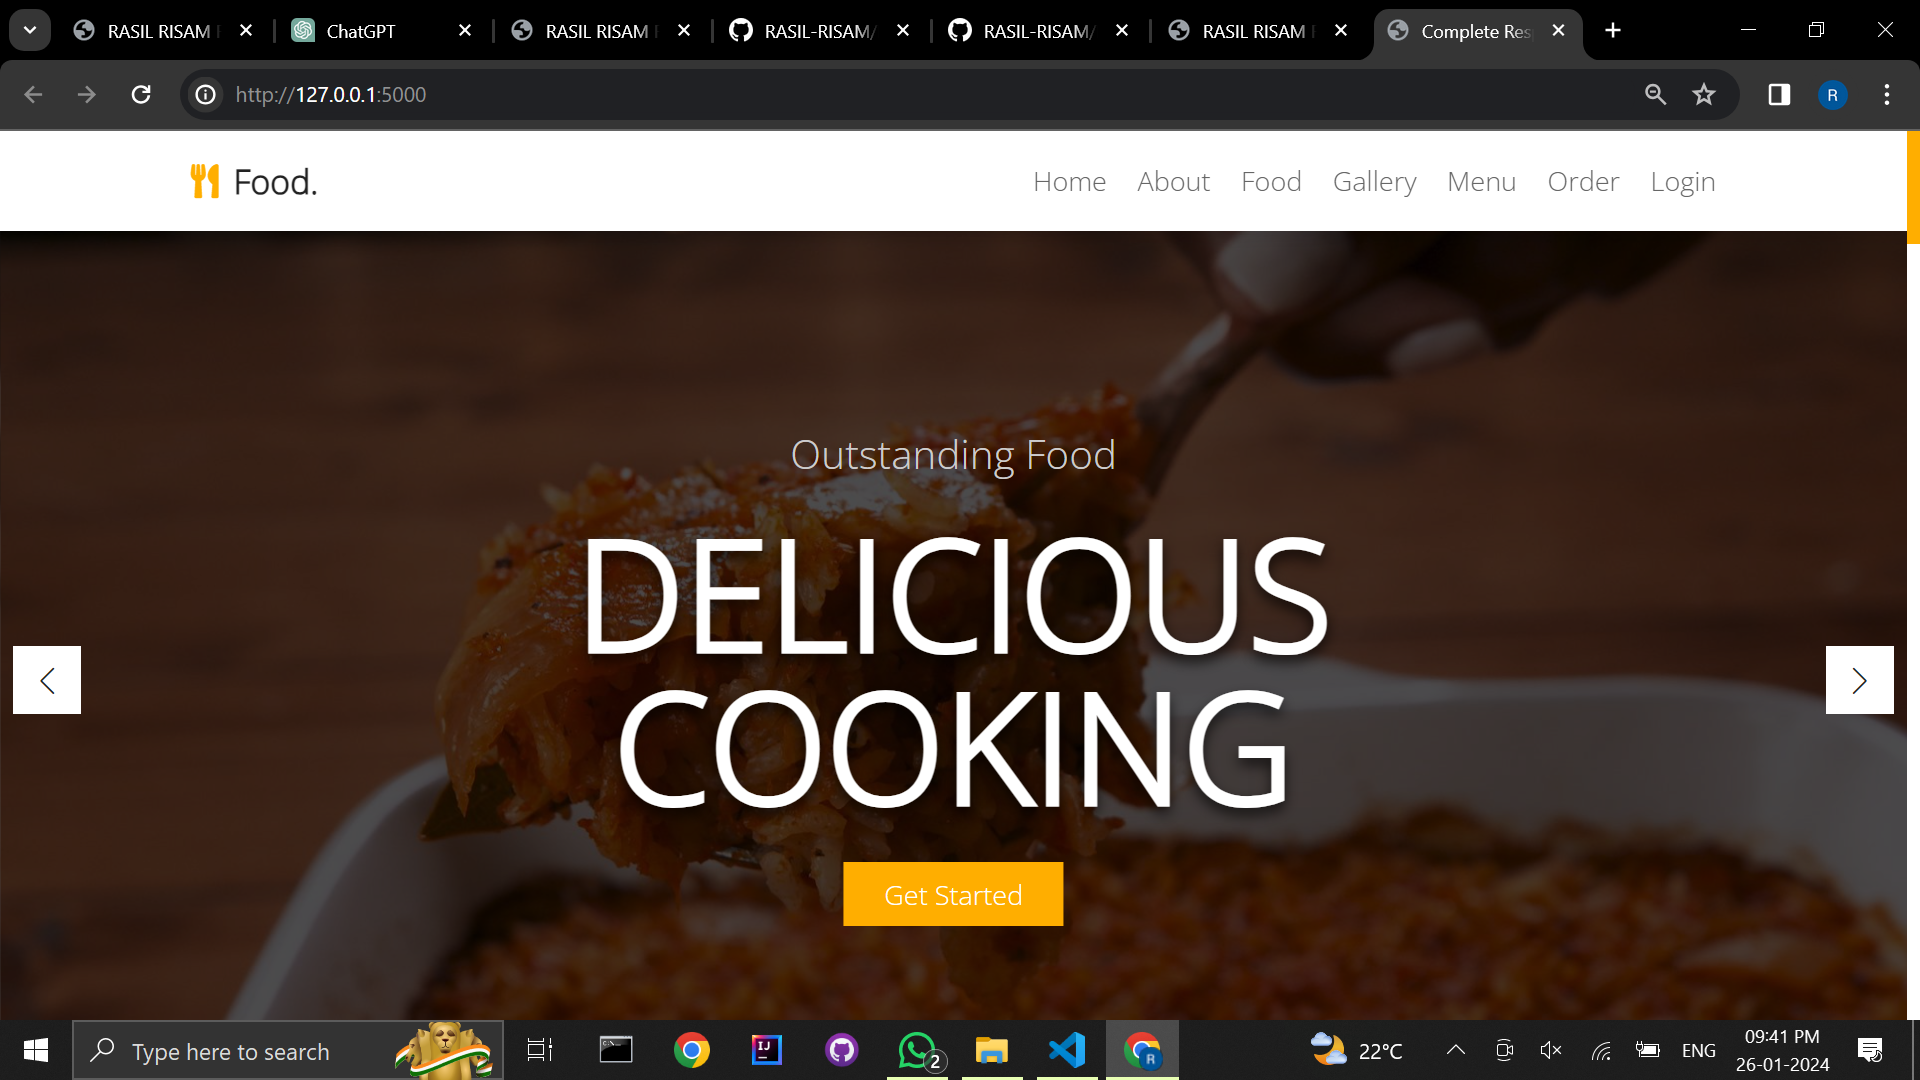 RASIL RISAM
ChatGPT
RASIL RISAM
RASIL-RISAM/
RASIL-RISAM/
RASIL RISAM
Complete Res
http://127.0.0.1:5000
R
Food.
Home About Food Gallery Menu Order Login
Outstanding Food
DELICIOUS
COOKING
Get Started
Type here to search
IJ
2
R
22°C
ENG
09:41 PM
26-01-2024